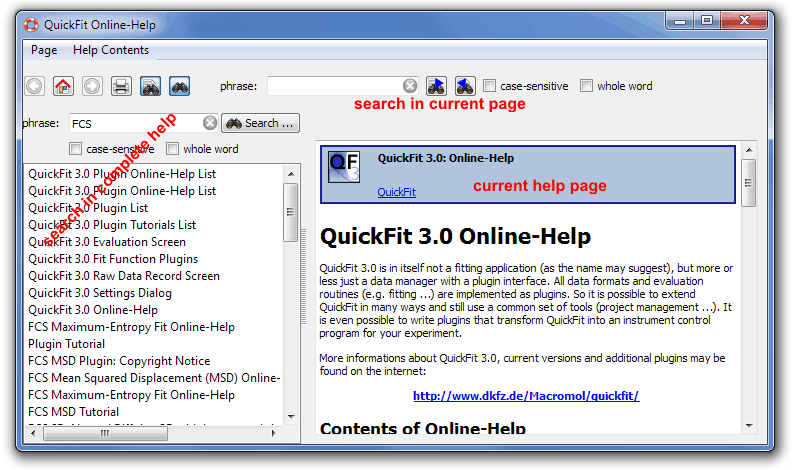 QuickFit Online-Help
Page Help Contents
phrase: case-sensitive whole word
search in current page
phrase: FCS Search ...
case-sensitive whole word
search in complete help
QuickFit 3.0 Plugin Online-Help List
QuickFit 3.0 Plugin Online-Help List
QuickFit 3.0 Plugin List
QuickFit 3.0 Plugin Tutorials List
QuickFit 3.0 Evaluation Screen
QuickFit 3.0 Fit Function Plugins
QuickFit 3.0 Raw Data Record Screen
QuickFit 3.0 Settings Dialog
QuickFit 3.0 Online-Help
FCS Maximum-Entropy Fit Online-Help
Plugin Tutorial
FCS MSD Plugin: Copyright Notice
FCS Mean Squared Displacement (MSD) Online-
FCS Maximum-Entropy Fit Online-Help
FCS MSD Tutorial
QF3
QuickFit 3.0: Online-Help
QuickFit
current help page
QuickFit 3.0 Online-Help
QuickFit 3.0 is in itself not a fitting application (as the name may suggest), but more or
less just a data manager with a plugin interface. All data formats and evaluation
routines (e.g. fitting ...) are implemented as plugins. So it is possible to extend
QuickFit in many ways and still use a common set of tools (project management ...). It
is even possible to write plugins that transform QuickFit into an instrument control
program for your experiment.
More informations about QuickFit 3.0, current versions and additional plugins may be
found on the internet:
http://www.dkfz.de/Macromol/quickfit/
Contents of Online-Help